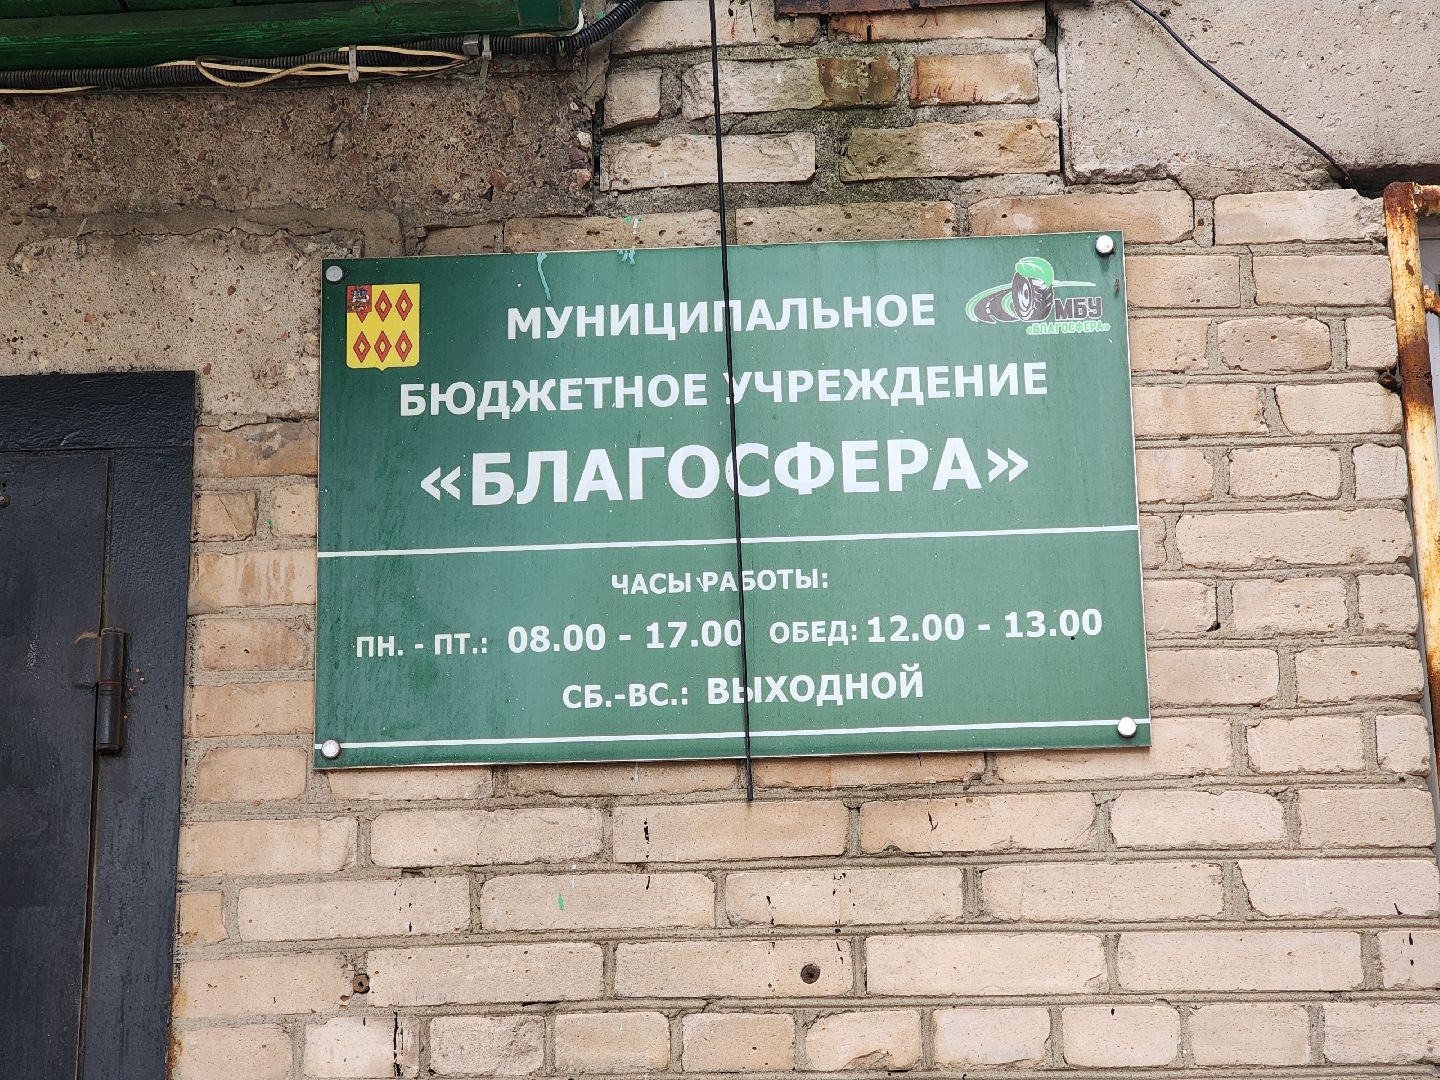 МУНИЦИПАЛЬНОЕ
МБУ
«БЛАГОСФЕРА»
БЮДЖЕТНОЕ УЧРЕЖДЕНИЕ
«БЛАГОСФЕРА»
ЧАСЫ РАБОТЫ:
ПН. - ПТ.: 08.00 - 17.00 ОБЕД: 12.00 - 13.00
СБ.-ВС.: ВЫХОДНОЙ